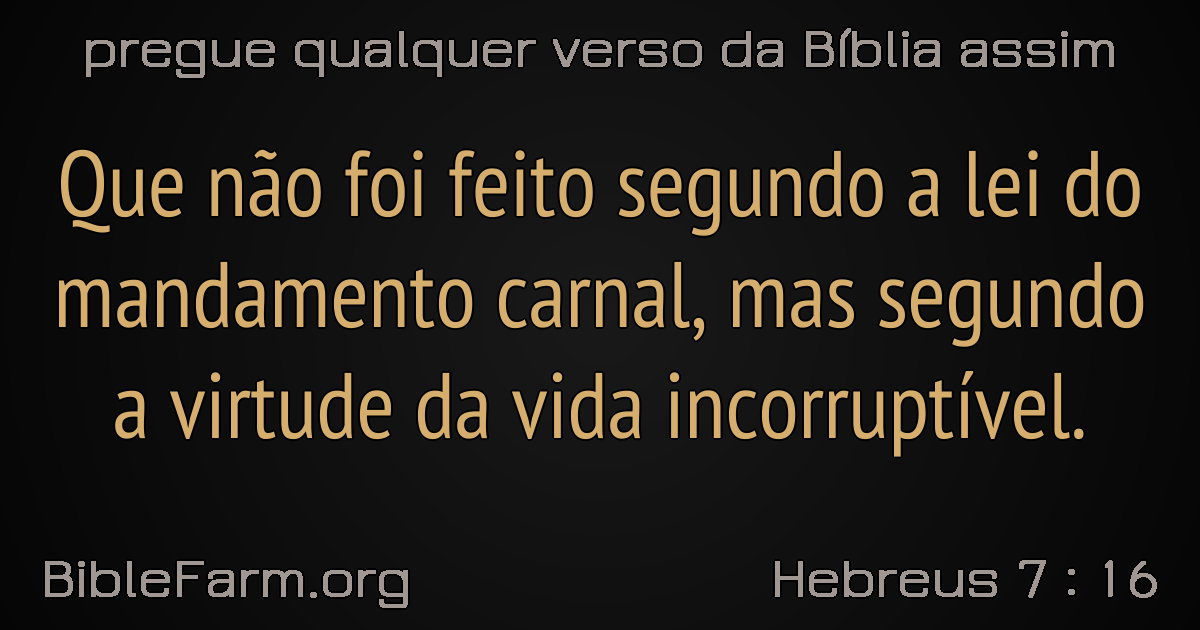 pregue qualquer verso da Bíblia assim
Que não foi feito segundo a lei do
mandamento carnal, mas segundo
a virtude da vida incorruptível.
BibleFarm.org
Hebreus 7 : 16